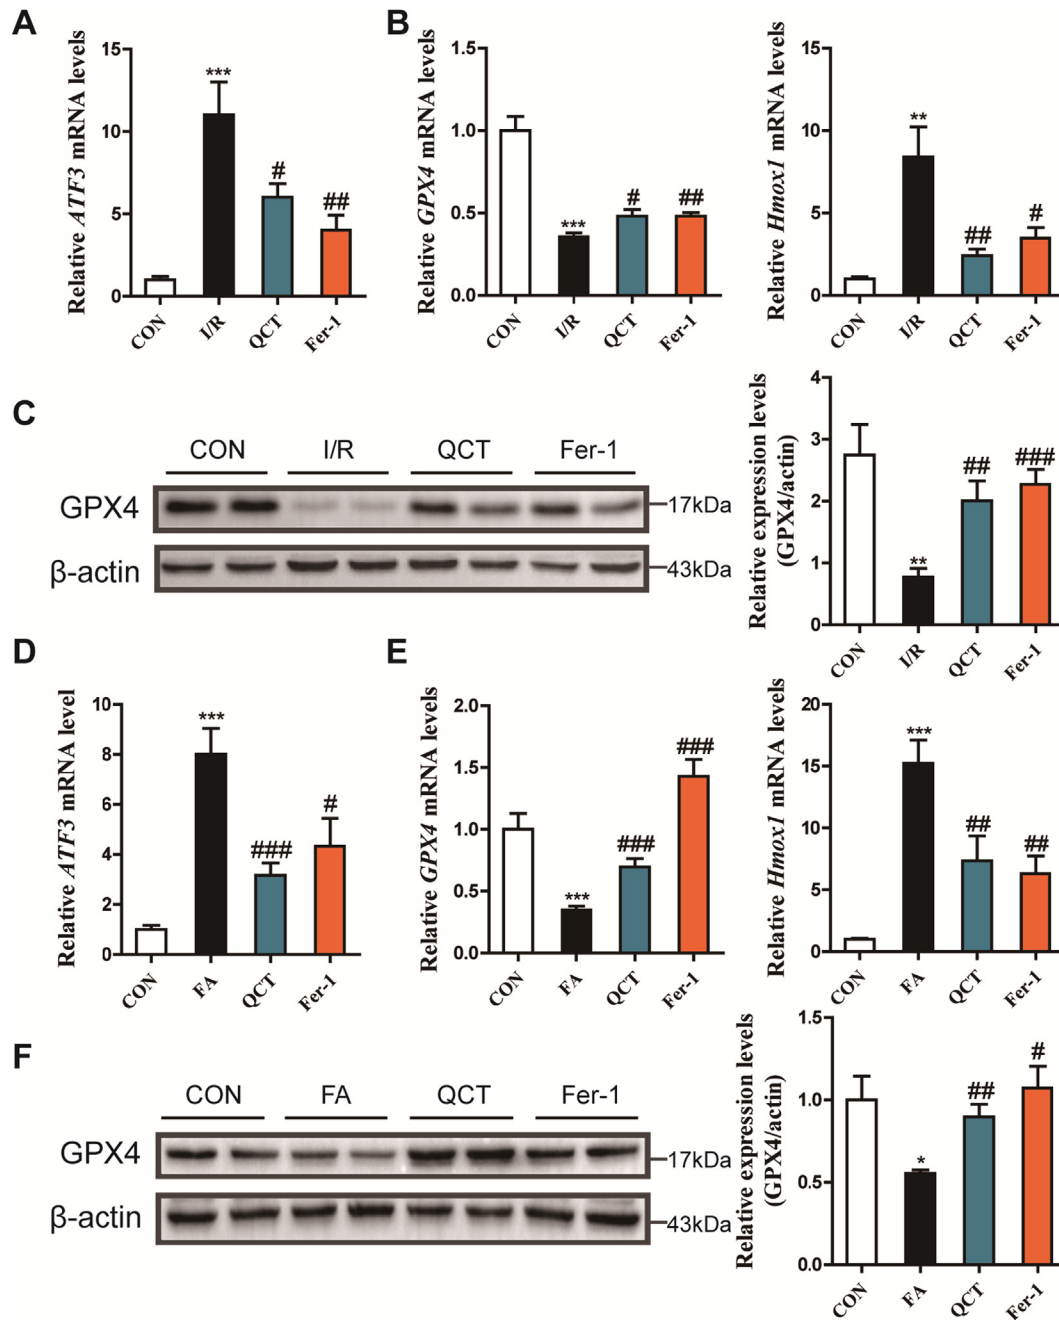 A
Relative ATF3 mRNA levels
15
10
5
0
***
#
##
CON
I/R
QCT
Fer-1
B
Relative GPX4 mRNA levels
1.5
1.0
0.5
0.0
***
#
##
CON
I/R
QCT
Fer-1
Relative Hmox1 mRNA levels
15
10
5
0
**
##
#
CON
I/R
QCT
Fer-1
C
CON I/R QCT Fer-1
GPX4
17kDa
β-actin
43kDa
Relative expression levels
(GPX4/actin)
4
3
2
1
0
**
##
###
CON
I/R
QCT
Fer-1
D
Relative ATF3 mRNA level
10
8
6
4
2
0
***
###
#
CON
FA
QCT
Fer-1
E
Relative GPX4 mRNA levels
2.0
1.5
1.0
0.5
0.0
***
###
###
CON
FA
QCT
Fer-1
Relative Hmox1 mRNA levels
20
15
10
5
0
***
##
##
CON
FA
QCT
Fer-1
F
CON FA QCT Fer-1
GPX4
17kDa
β-actin
43kDa
Relative expression levels
(GPX4/actin)
1.5
1.0
0.5
0.0
*
##
#
CON
FA
QCT
Fer-1